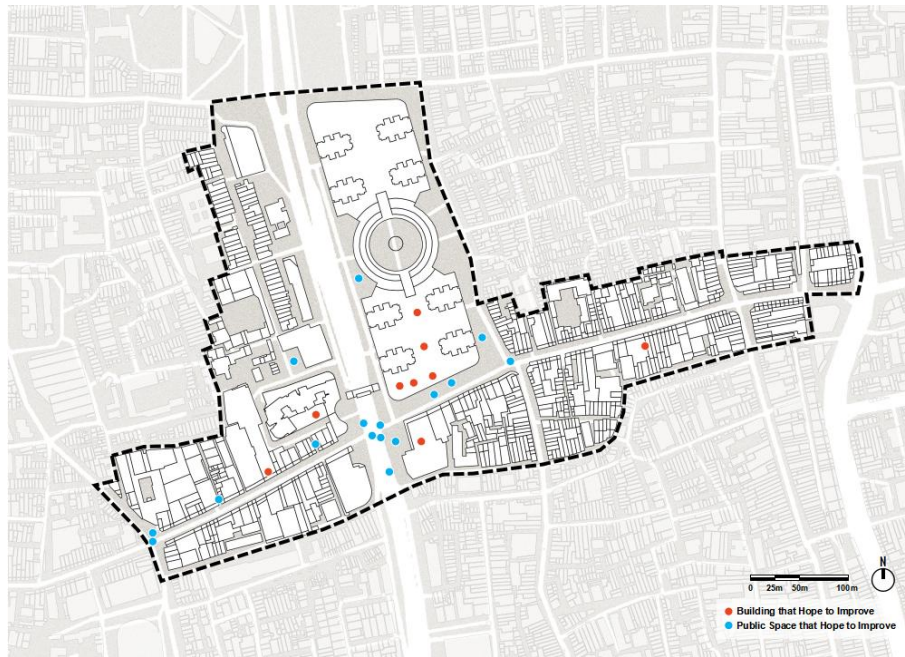 N
0 25m 50m 100m
Building that Hope to Improve
Public Space that Hope to Improve